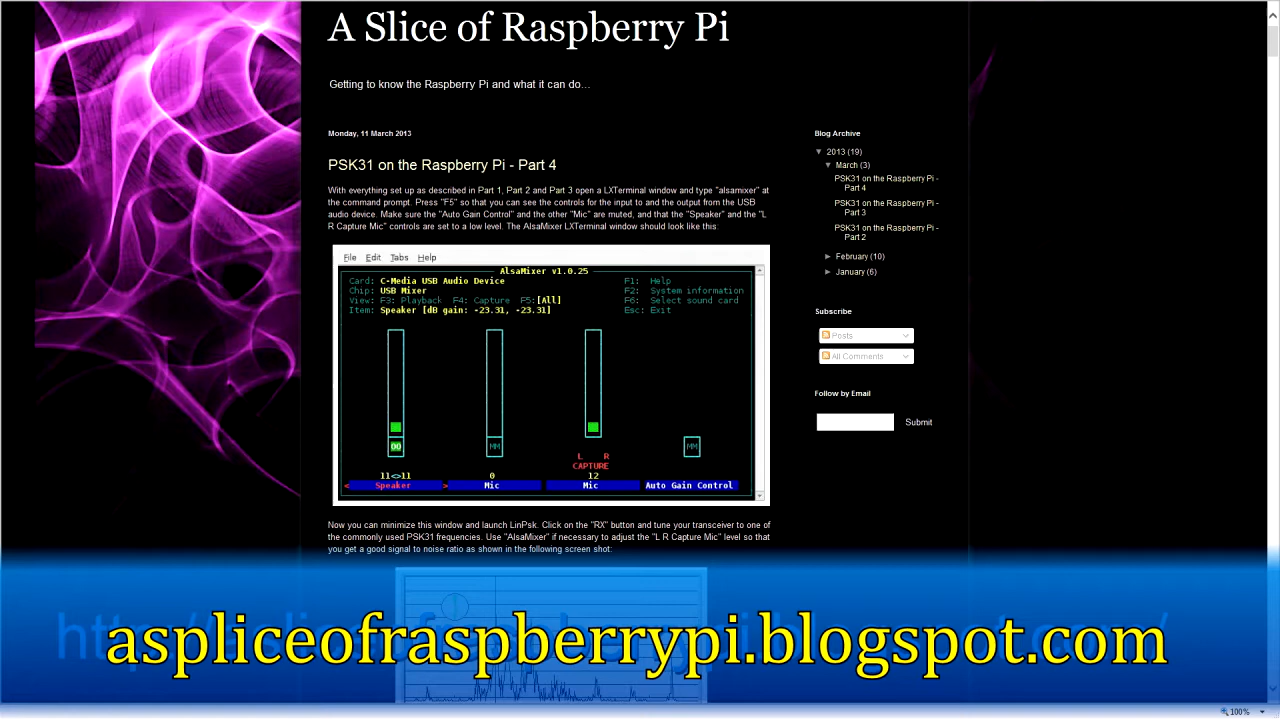 A Slice of Raspberry Pi
Getting to know the Raspberry Pi and what it can do...
Monday, 11 March 2013
PSK31 on the Raspberry Pi - Part 4
With everything set up as described in Part 1, Part 2 and Part 3 open a LXTerminal window and type "alsamixer" at
the command prompt. Press "F5" so that you can see the controls for the input to and the output from the USB
audio device. Make sure the "Auto Gain Control" and the other "Mic" are muted, and that the "Speaker" and the "L
R Capture Mic" controls are set to a low level. The AlsaMixer LXTerminal window should look like this:
File Edit Tabs Help
AlsaMixer v1.0.25
Card: C-Media USB Audio Device F1: Help
Chip: USB Mixer F2: System information
View: F3: Playback F4: Capture F5:[All] F6: Select sound card
Item: Speaker [dB gain: -23.31, -23.31] Esc: Exit
OO MM MM
L R
CAPTURE
11<>11 0 12
< Speaker > Mic Mic Auto Gain Control
Now you can minimize this window and launch LinPsk. Click on the "RX" button and tune your transceiver to one of
the commonly used PSK31 frequencies. Use "AlsaMixer" if necessary to adjust the "L R Capture Mic" level so that
you get a good signal to noise ratio as shown in the following screen shot:
Blog Archive
▼ 2013 (19)
▼ March (3)
PSK31 on the Raspberry Pi -
Part 4
PSK31 on the Raspberry Pi -
Part 3
PSK31 on the Raspberry Pi -
Part 2
► February (10)
► January (6)
Subscribe
Posts
All Comments
Follow by Email
Submit
aspliceofraspberrypi.blogspot.com
100%